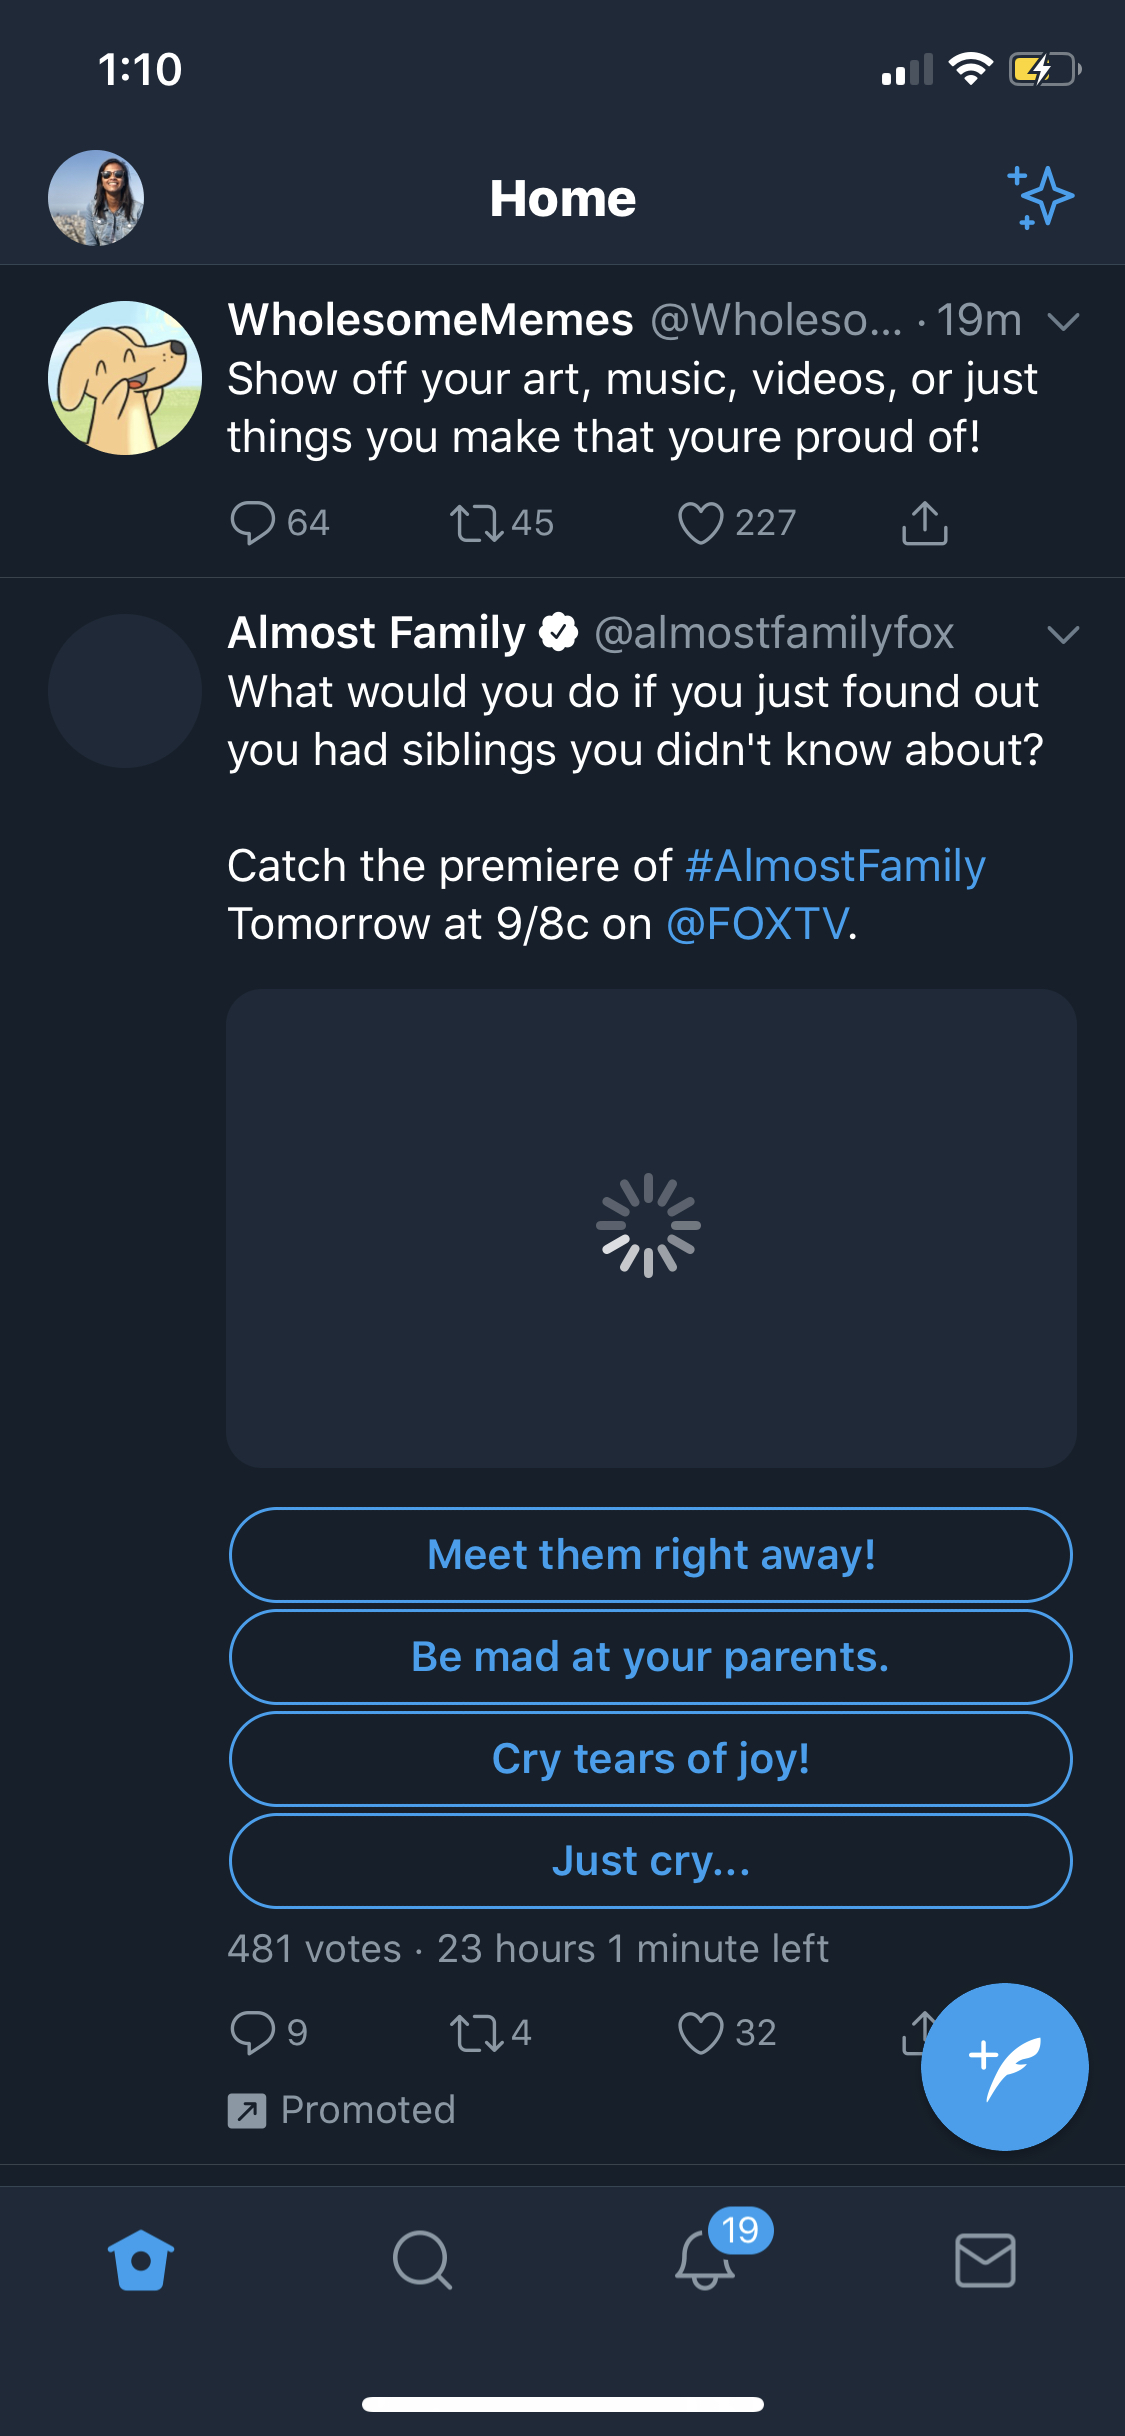 1:10
Home
WholesomeMemes @Wholeso... · 19m
Show off your art, music, videos, or just
things you make that youre proud of!
64 45 227
Almost Family @almostfamilyfox
What would you do if you just found out
you had siblings you didn't know about?
Catch the premiere of #AlmostFamily
Tomorrow at 9/8c on @FOXTV.
Meet them right away!
Be mad at your parents.
Cry tears of joy!
Just cry...
481 votes · 23 hours 1 minute left
9 4 32
Promoted
19